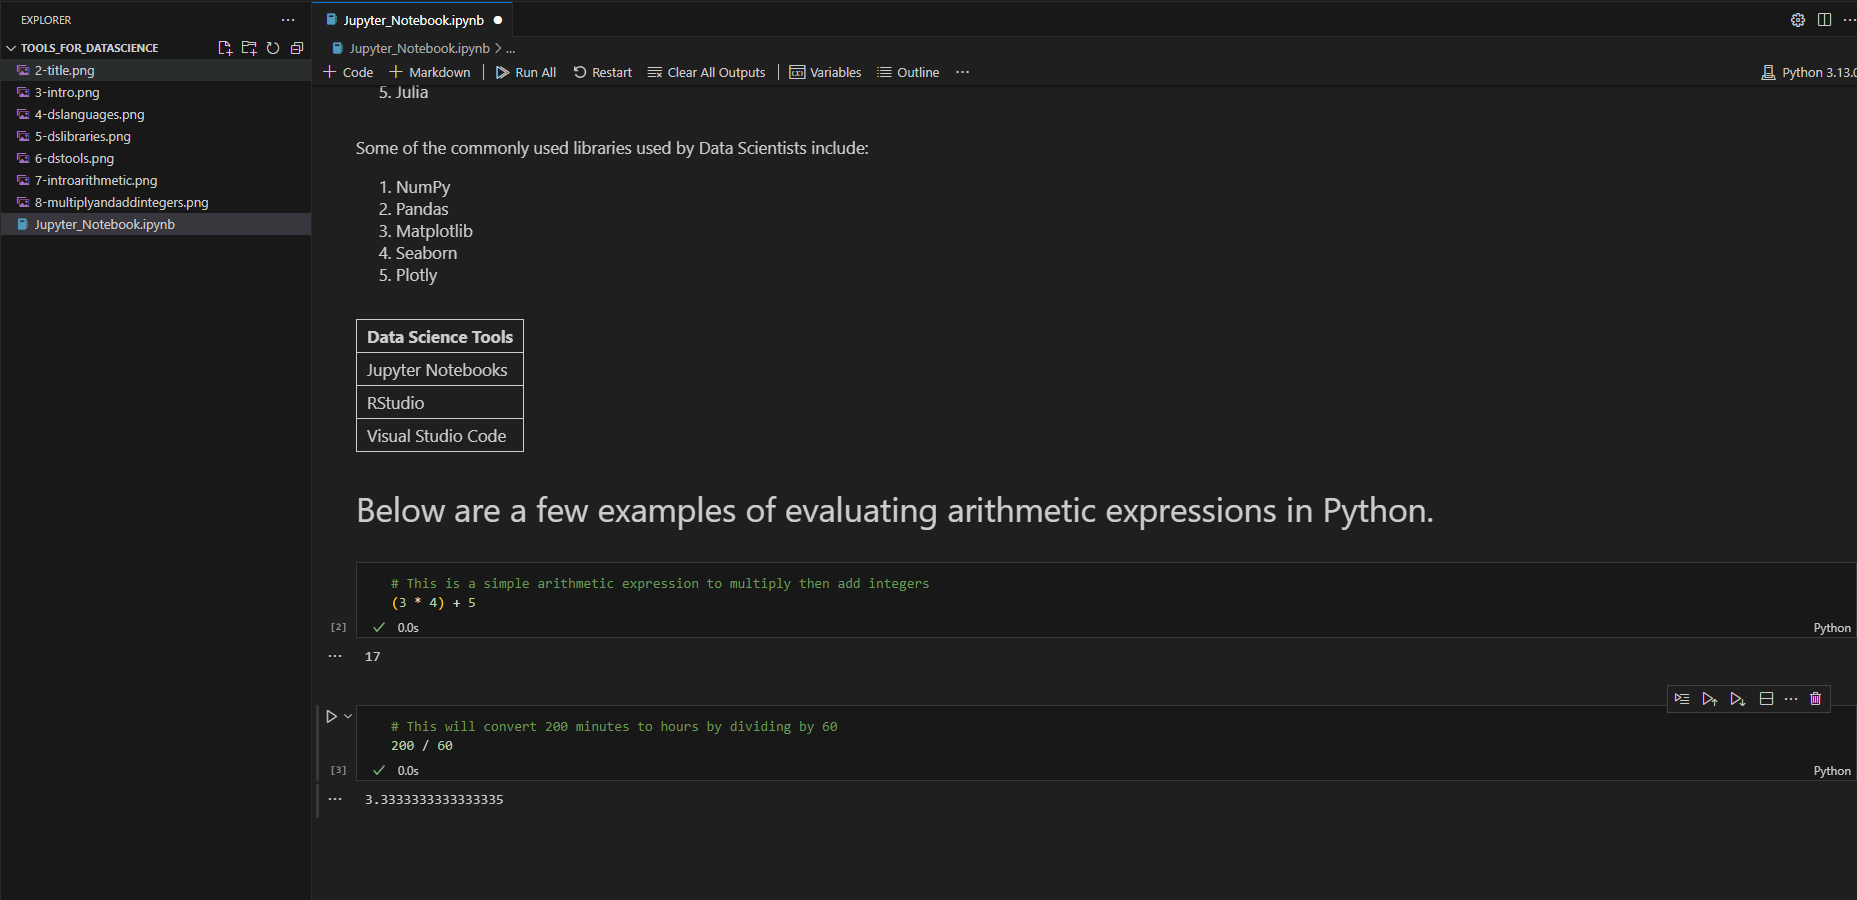 EXPLORER
TOOLS_FOR_DATASCIENCE
2-title.png
3-intro.png
4-dslanguages.png
5-dslibraries.png
6-dstools.png
7-introarithmetic.png
8-multiplyandaddintegers.png
Jupyter_Notebook.ipynb
Jupyter_Notebook.ipynb
Jupyter_Notebook.ipynb > ...
Code Markdown Run All Restart Clear All Outputs Variables Outline ...
Python 3.13.0
5. Julia
Some of the commonly used libraries used by Data Scientists include:
1. NumPy
2. Pandas
3. Matplotlib
4. Seaborn
5. Plotly
Data Science Tools
Jupyter Notebooks
RStudio
Visual Studio Code
Below are a few examples of evaluating arithmetic expressions in Python.
# This is a simple arithmetic expression to multiply then add integers
(3 * 4) + 5
[2] 0.0s Python
17
# This will convert 200 minutes to hours by dividing by 60
200 / 60
[3] 0.0s Python
3.3333333333333335